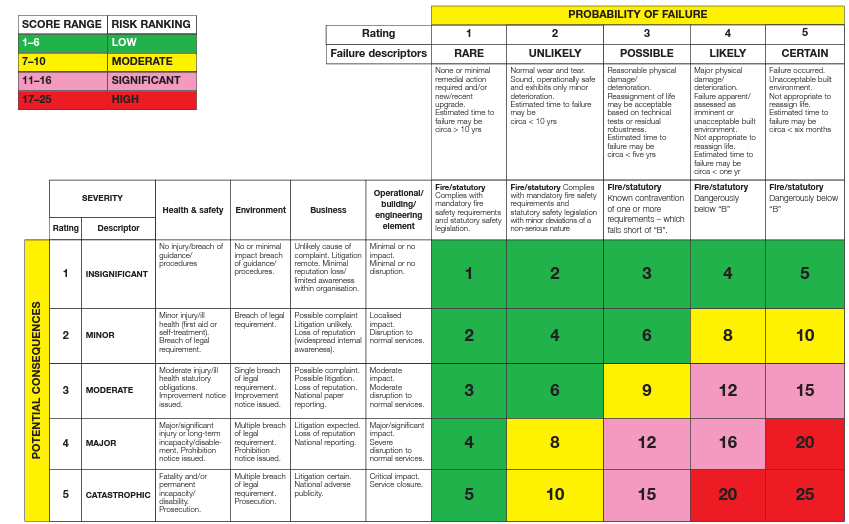 SCORE RANGE RISK RANKING
1–6 LOW
7–10 MODERATE
11–16 SIGNIFICANT
17–25 HIGH
PROBABILITY OF FAILURE
Rating 1 2 3 4 5
Failure descriptors RARE UNLIKELY POSSIBLE LIKELY CERTAIN
None or minimal
remedial action
required and/or
new/recent
upgrade.
Estimated time to
failure may be
circa > 10 yrs
Normal wear and tear.
Sound, operationally safe
and exhibits only minor
deterioration.
Estimated time to failure
may be
circa < 10 yrs
Reasonable physical
damage/
deterioration.
Reassignment of life
may be acceptable
based on technical
tests or residual
robustness.
Estimated time to
failure may be
circa < five yrs
Major physical
damage/
deterioration.
Failure apparent/
assessed as
imminent or
unacceptable built
environment.
Not appropriate to
reassign life.
Estimated time to
failure may be
circa < one yr
Failure occurred.
Unacceptable built
environment.
Not appropriate to
reassign life.
Estimated time to
failure may be
circa < six months
SEVERITY
Rating Descriptor
Health & safety
Environment
Business
Operational/
building/
engineering
element
Fire/statutory
Complies with
mandatory fire
safety requirements
and statutory safety
legislation.
Fire/statutory Complies
with mandatory fire safety
requirements and
statutory safety legislation
with minor deviations of a
non-serious nature
Fire/statutory
Known contravention
of one or more
requirements – which
falls short of “B”.
Fire/statutory
Dangerously
below “B”
Fire/statutory
Dangerously below
“B”
POTENTIAL CONSEQUENCES
1 INSIGNIFICANT
No injury/breach of
guidance/
procedures
No or minimal
impact breach
of guidance/
procedures.
Unlikely cause of
complaint. Litigation
remote. Minimal
reputation loss/
limited awareness
within organisation.
Minimal or no
impact.
Minimal or no
disruption.
1 2 3 4 5
2 MINOR
Minor injury/ill
health (first aid or
self-treatment).
Breach of legal
requirement.
Breach of legal
requirement.
Possible complaint
Litigation unlikely.
Loss of reputation
(widespread internal
awareness).
Localised
impact.
Disruption to
normal services.
2 4 6 8 10
3 MODERATE
Moderate injury/ill
health statutory
obligations.
Improvement notice
issued.
Single breach
of legal
requirement.
Improvement
notice issued.
Possible complaint.
Possible litigation.
Loss of reputation.
National paper
reporting.
Moderate
impact.
Moderate
disruption to
normal services.
3 6 9 12 15
4 MAJOR
Major/significant
injury or long-term
incapacity/disable-
ment. Prohibition
notice issued.
Multiple breach
of legal
requirement.
Prohibition
notice issued.
Litigation expected.
Loss of reputation
National reporting.
Major/significant
impact.
Severe
disruption to
normal services.
4 8 12 16 20
5 CATASTROPHIC
Fatality and/or
permanent
incapacity/
disability.
Prosecution.
Multiple breach
of legal
requirement.
Prosecution.
Litigation certain.
National adverse
publicity.
Critical impact.
Service closure.
5 10 15 20 25